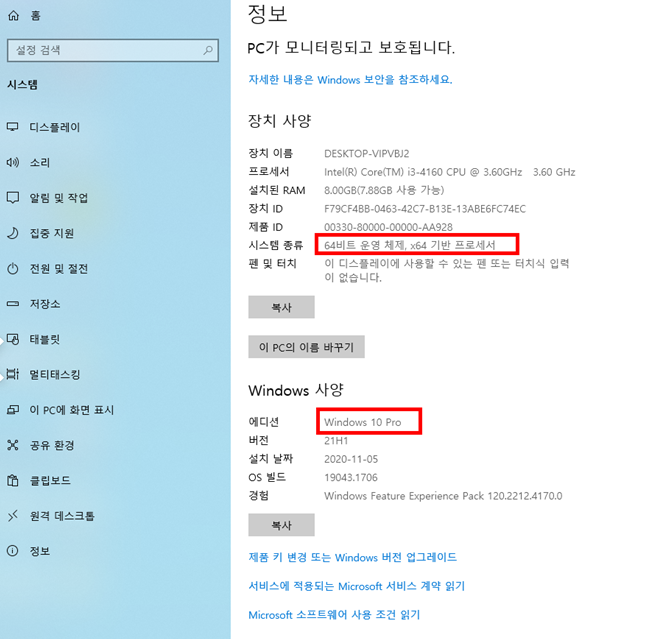 홈
설정 검색
시스템
디스플레이
소리
알림 및 작업
집중 지원
전원 및 절전
저장소
태블릿
멀티태스킹
이 PC에 화면 표시
공유 환경
클립보드
원격 데스크톱
정보
정보
PC가 모니터링되고 보호됩니다.
자세한 내용은 Windows 보안을 참조하세요.
장치 사양
장치 이름 DESKTOP-VIPVBJ2
프로세서 Intel(R) Core(TM) i3-4160 CPU @ 3.60GHz 3.60 GHz
설치된 RAM 8.00GB(7.88GB 사용 가능)
장치 ID F79CF4BB-0463-42C7-B13E-13ABE6FC74EC
제품 ID 00330-80000-00000-AA928
시스템 종류 64비트 운영 체제, x64 기반 프로세서
펜 및 터치 이 디스플레이에 사용할 수 있는 펜 또는 터치식 입력
이 없습니다.
복사
이 PC의 이름 바꾸기
Windows 사양
에디션 Windows 10 Pro
버전 21H1
설치 날짜 2020-11-05
OS 빌드 19043.1706
경험 Windows Feature Experience Pack 120.2212.4170.0
복사
제품 키 변경 또는 Windows 버전 업그레이드
서비스에 적용되는 Microsoft 서비스 계약 읽기
Microsoft 소프트웨어 사용 조건 읽기